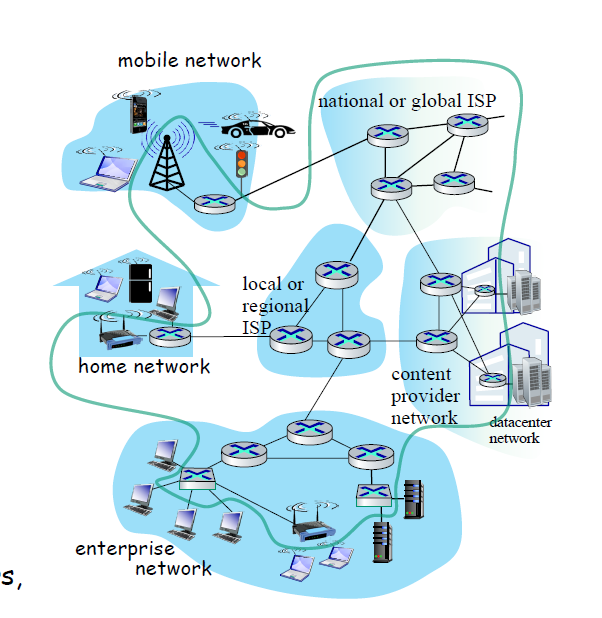 mobile network
national or global ISP
local or
regional
ISP
home network
content
provider
network
datacenter
network
enterprise
network
s,